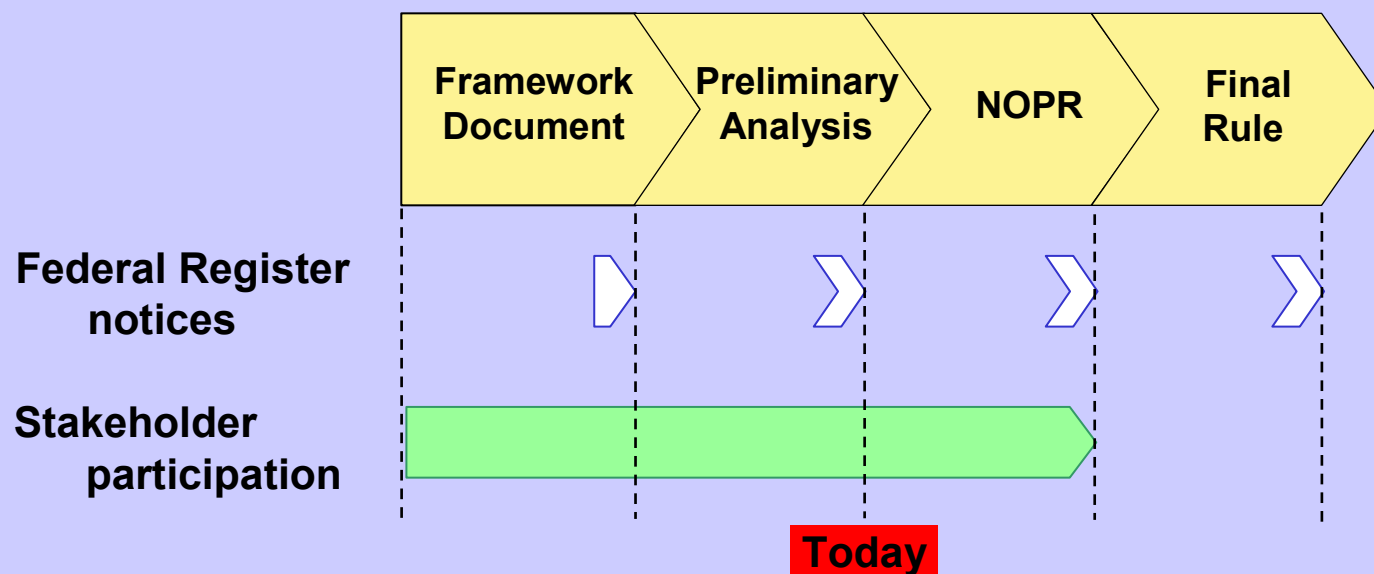 Framework
Document
Preliminary
Analysis
NOPR
Final
Rule
Federal Register
notices
Stakeholder
participation
Today